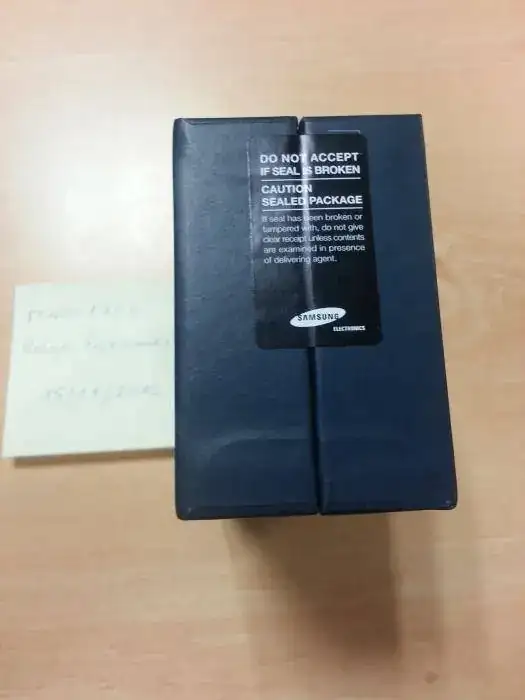 DO NOT ACCEPT
IF SEAL IS BROKEN
CAUTION
SEALED PACKAGE
If seal has been broken or
tampered with, do not give
clear receipt unless contents
are examined in presence
of delivering agent.
SAMSUNG
ELECTRONICS